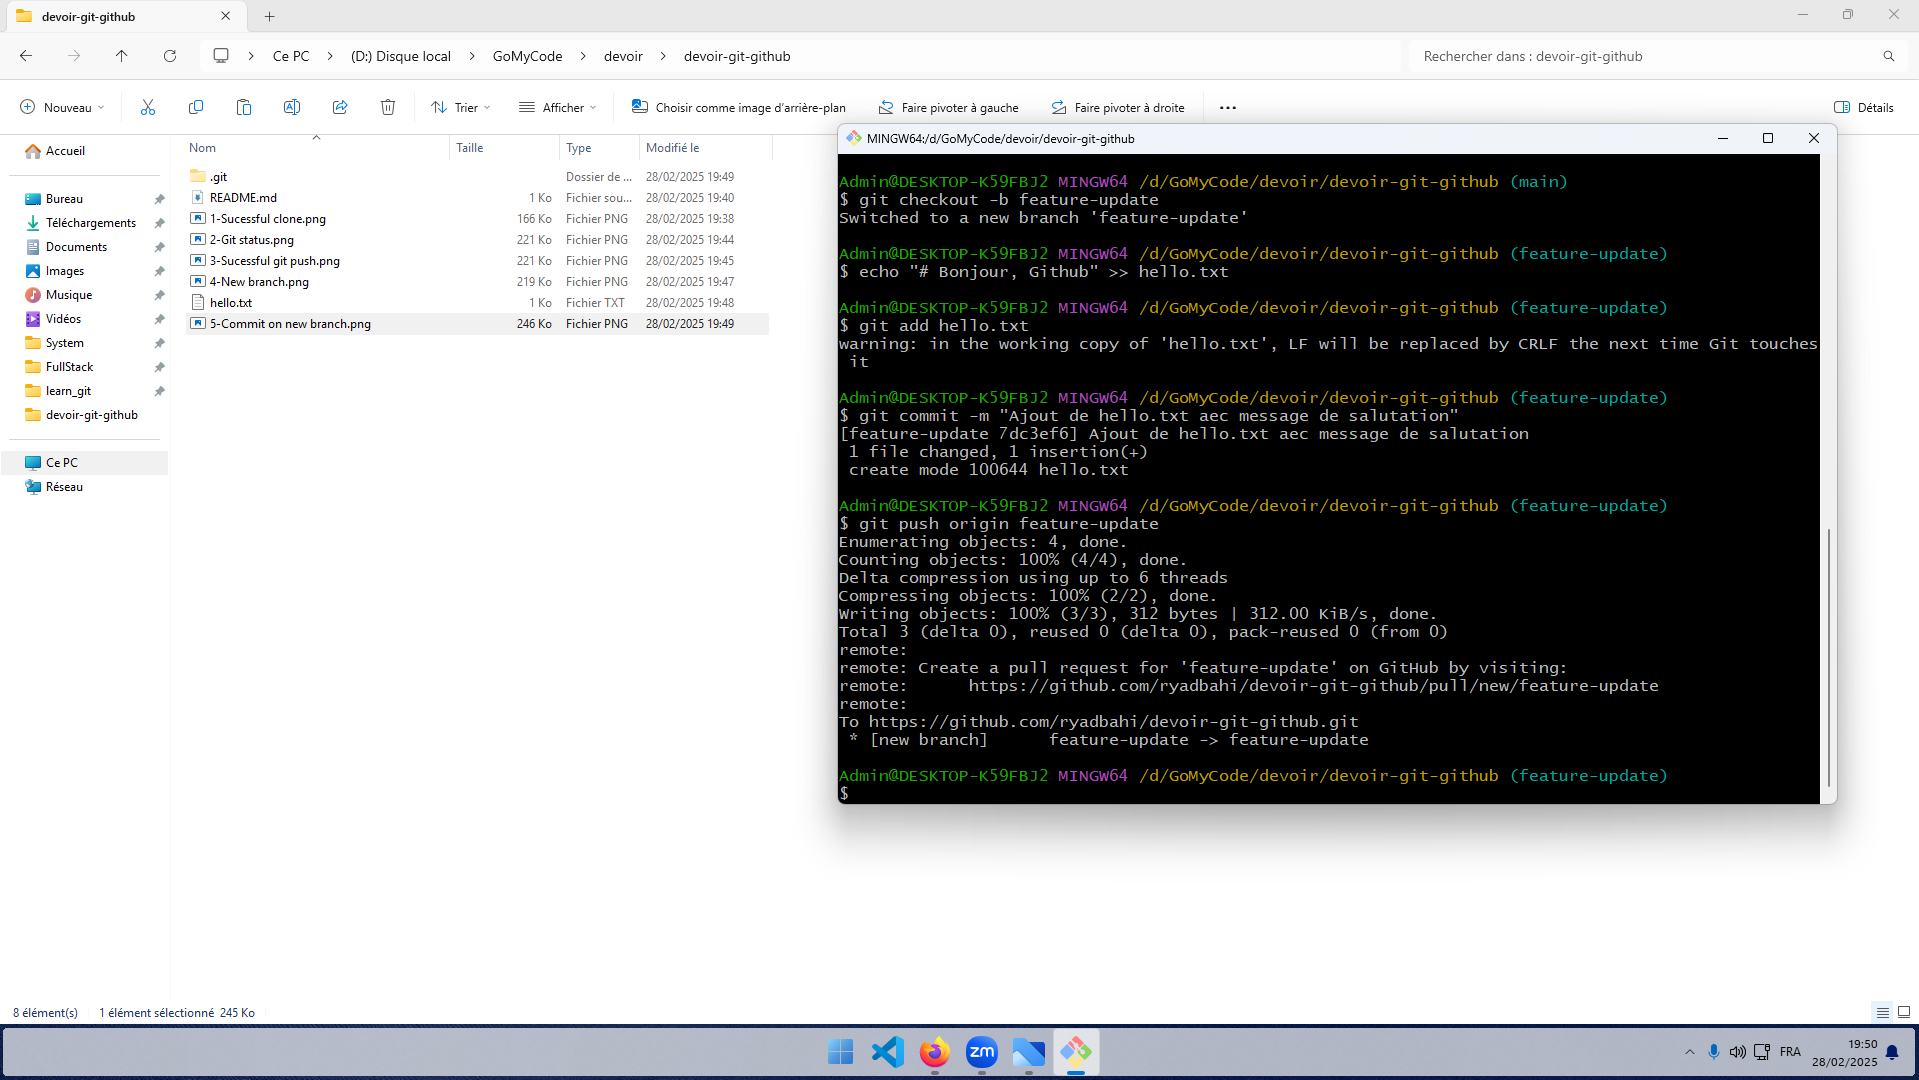 devoir-git-github
Ce PC
(D:) Disque local
GoMyCode
devoir
devoir-git-github
Rechercher dans : devoir-git-github
Nouveau
Trier
Afficher
Choisir comme image d'arrière-plan
Faire pivoter à gauche
Faire pivoter à droite
Détails
Accueil
Bureau
Téléchargements
Documents
Images
Musique
Vidéos
System
FullStack
learn_git
devoir-git-github
Ce PC
Réseau
Nom Taille Type Modifié le
.git Dossier de ... 28/02/2025 19:49
README.md 1 Ko Fichier sou... 28/02/2025 19:40
1-Sucessful clone.png 166 Ko Fichier PNG 28/02/2025 19:38
2-Git status.png 221 Ko Fichier PNG 28/02/2025 19:44
3-Sucessful git push.png 221 Ko Fichier PNG 28/02/2025 19:45
4-New branch.png 219 Ko Fichier PNG 28/02/2025 19:47
hello.txt 1 Ko Fichier TXT 28/02/2025 19:48
5-Commit on new branch.png 246 Ko Fichier PNG 28/02/2025 19:49
MINGW64:/d/GoMyCode/devoir/devoir-git-github
Admin@DESKTOP-K59FBJ2 MINGW64 /d/GoMyCode/devoir/devoir-git-github (main)
$ git checkout -b feature-update
Switched to a new branch 'feature-update'
Admin@DESKTOP-K59FBJ2 MINGW64 /d/GoMyCode/devoir/devoir-git-github (feature-update)
$ echo "# Bonjour, Github" >> hello.txt
Admin@DESKTOP-K59FBJ2 MINGW64 /d/GoMyCode/devoir/devoir-git-github (feature-update)
$ git add hello.txt
warning: in the working copy of 'hello.txt', LF will be replaced by CRLF the next time Git touches
it
Admin@DESKTOP-K59FBJ2 MINGW64 /d/GoMyCode/devoir/devoir-git-github (feature-update)
$ git commit -m "Ajout de hello.txt aec message de salutation"
[feature-update 7dc3ef6] Ajout de hello.txt aec message de salutation
1 file changed, 1 insertion(+)
create mode 100644 hello.txt
Admin@DESKTOP-K59FBJ2 MINGW64 /d/GoMyCode/devoir/devoir-git-github (feature-update)
$ git push origin feature-update
Enumerating objects: 4, done.
Counting objects: 100% (4/4), done.
Delta compression using up to 6 threads
Compressing objects: 100% (2/2), done.
Writing objects: 100% (3/3), 312 bytes | 312.00 KiB/s, done.
Total 3 (delta 0), reused 0 (delta 0), pack-reused 0 (from 0)
remote:
remote: Create a pull request for 'feature-update' on GitHub by visiting:
remote: https://github.com/ryadbahi/devoir-git-github/pull/new/feature-update
remote:
To https://github.com/ryadbahi/devoir-git-github.git
* [new branch] feature-update -> feature-update
Admin@DESKTOP-K59FBJ2 MINGW64 /d/GoMyCode/devoir/devoir-git-github (feature-update)
$
8 élément(s) 1 élément sélectionné 245 Ko
zm
FRA
19:50
28/02/2025